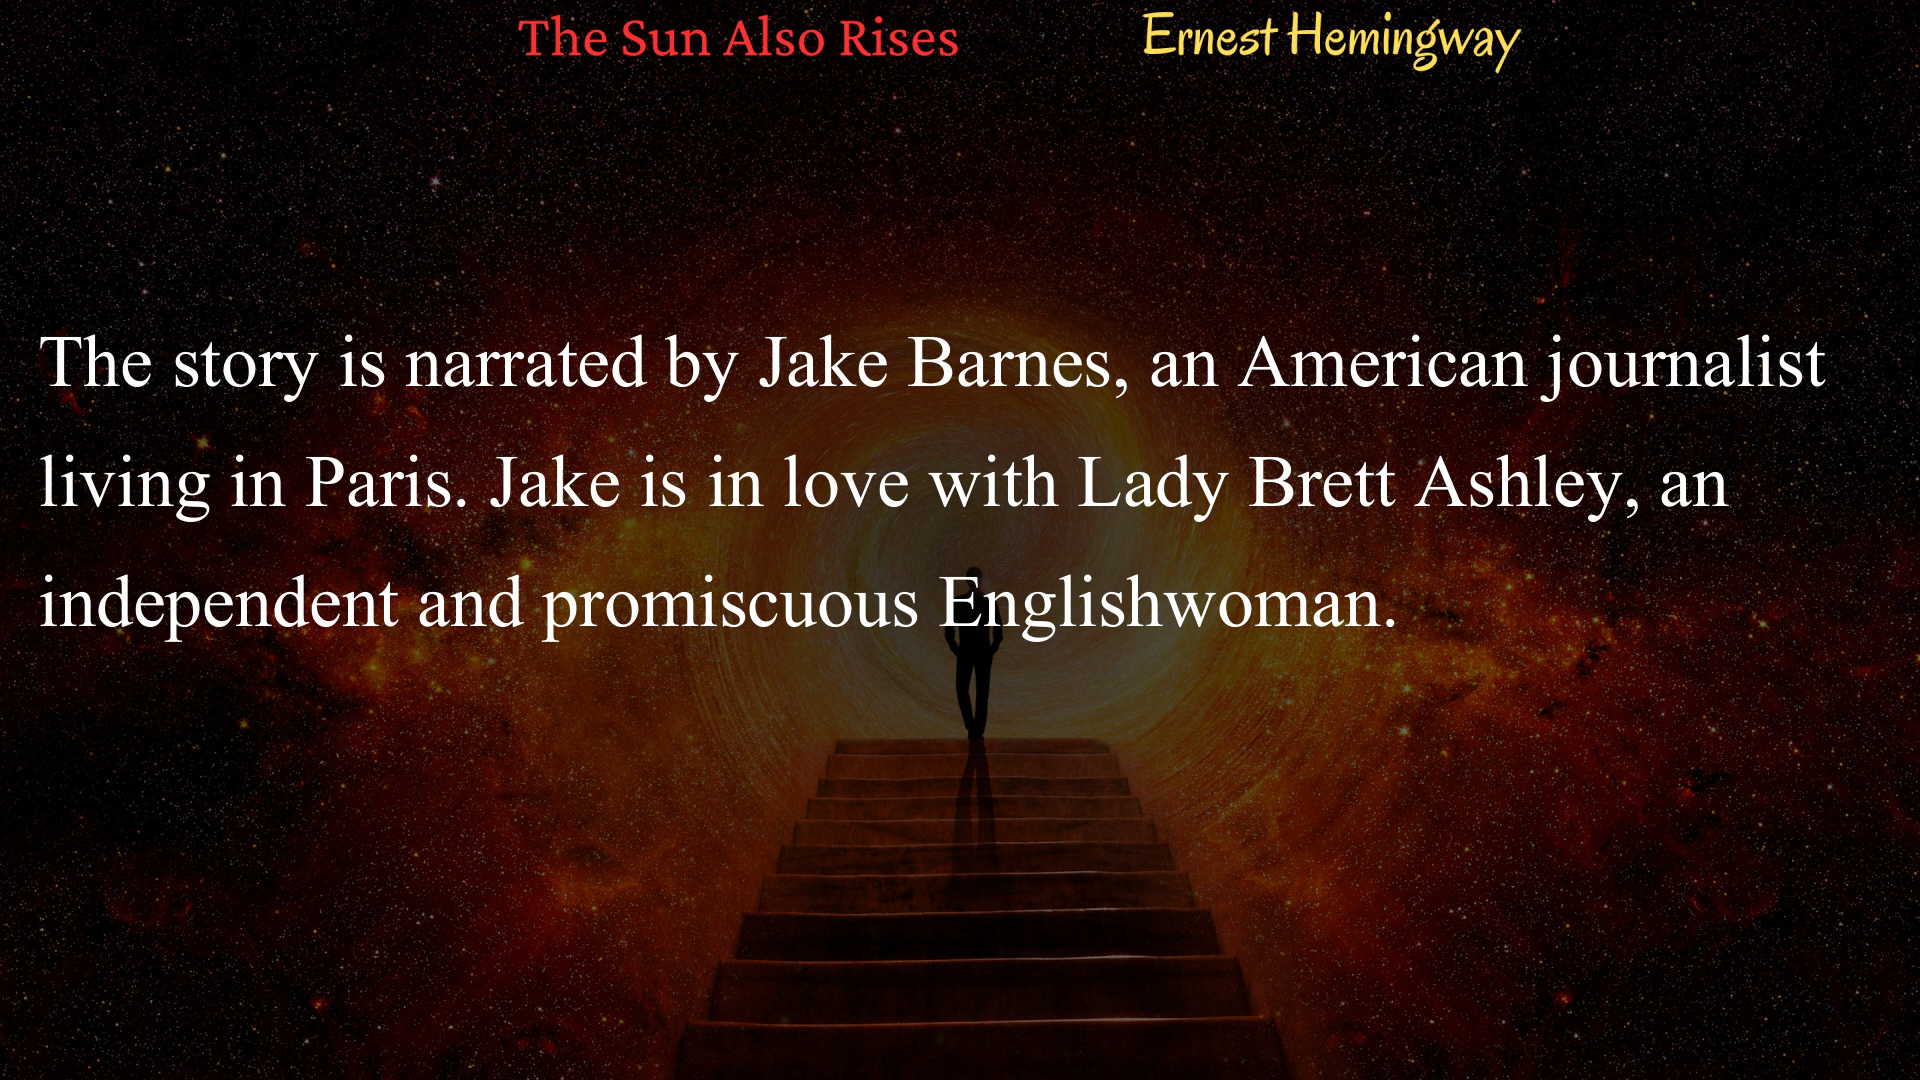 The Sun Also Rises
Ernest Hemingway
The story is narrated by Jake Barnes, an American journalist
living in Paris. Jake is in love with Lady Brett Ashley, an
independent and promiscuous Englishwoman.